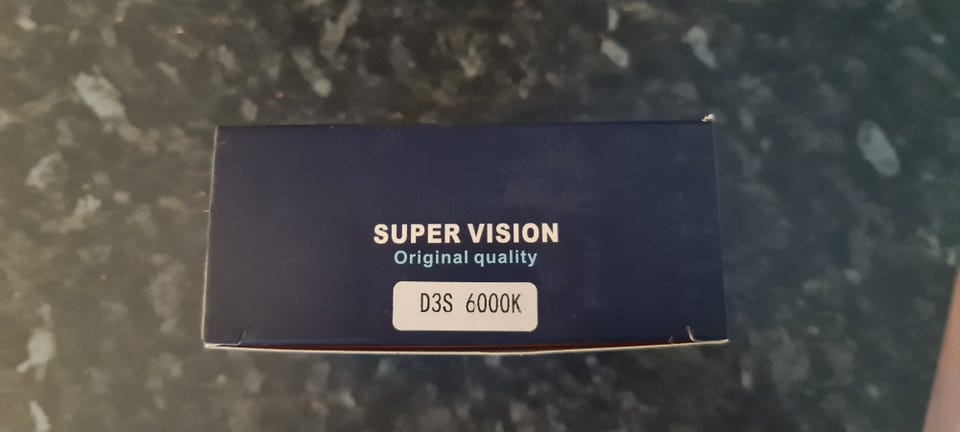 SUPER VISION
Original quality
D3S 6000K